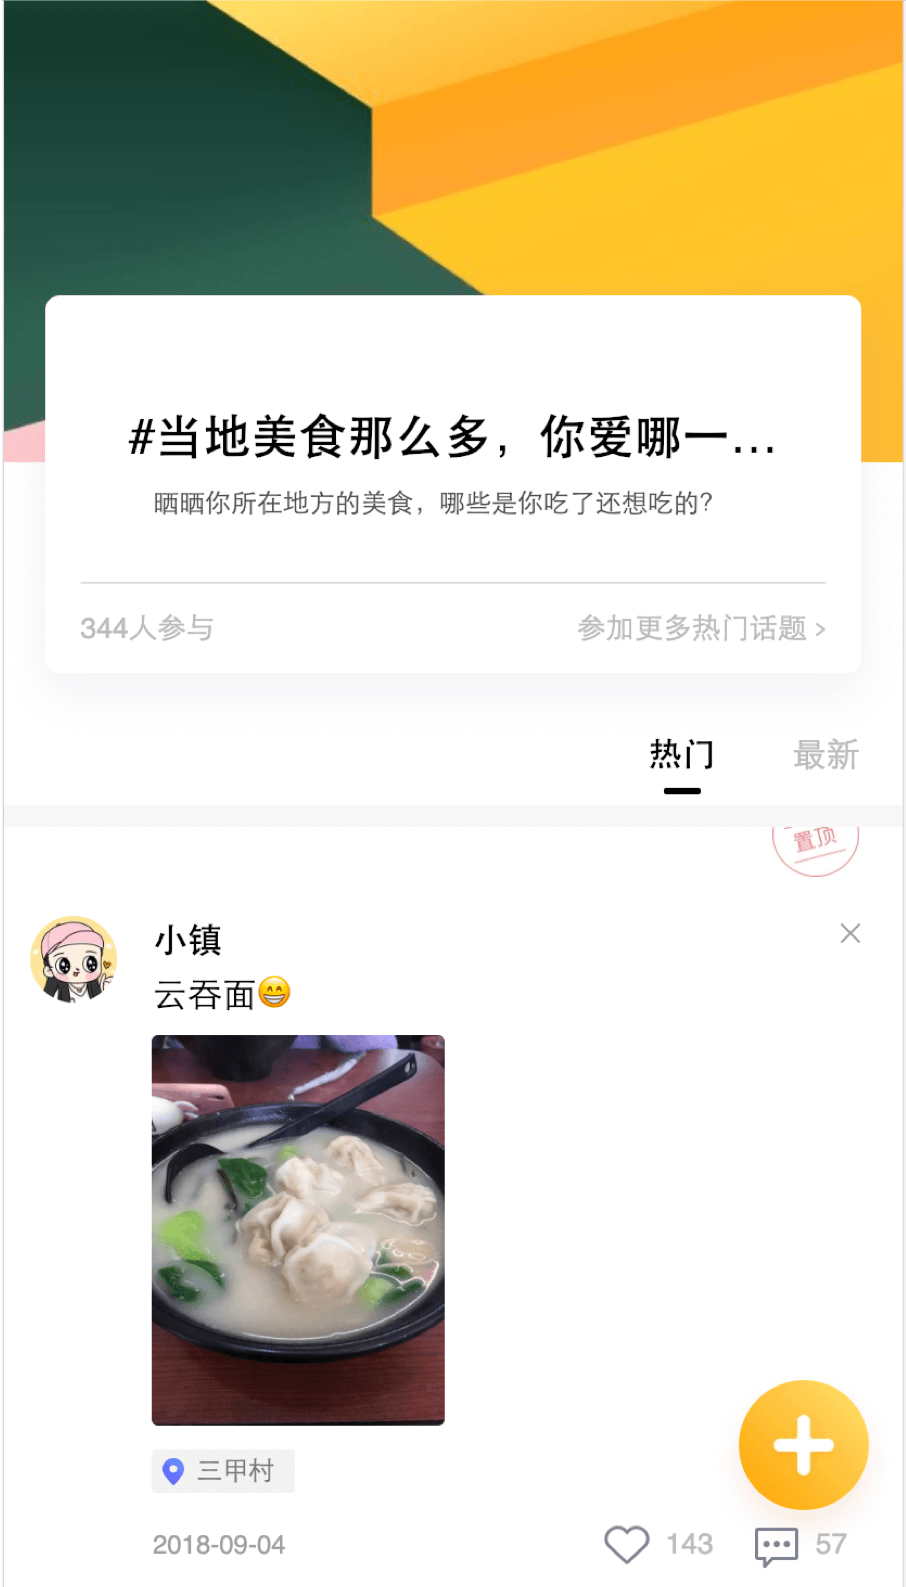 #当地美食那么多，你爱哪一...
晒晒你所在地方的美食，哪些是你吃了还想吃的？
344人参与
参加更多热门话题 >
热门
最新
置顶
小镇
云吞面😁
三甲村
2018-09-04
143
57